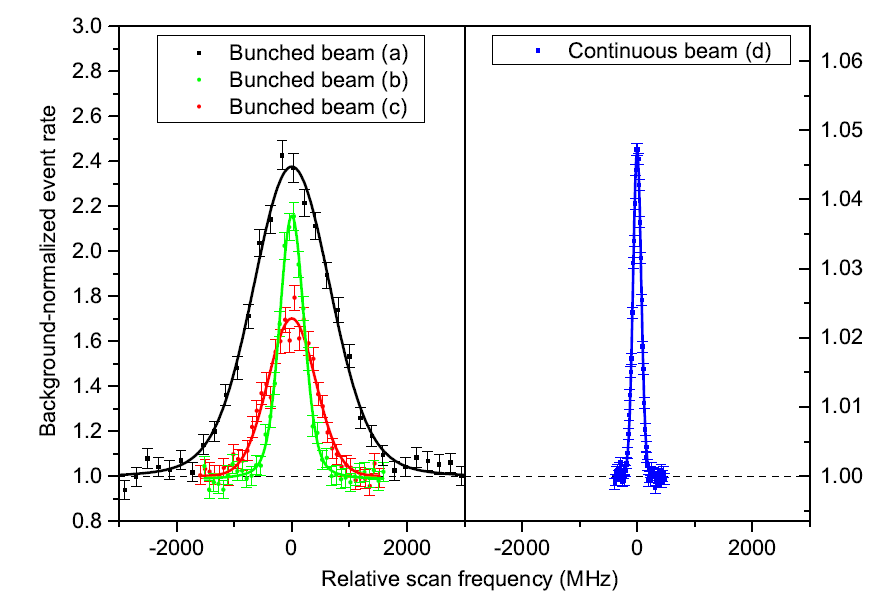 Background-normalized event rate
3.0
2.8
2.6
2.4
2.2
2.0
1.8
1.6
1.4
1.2
1.0
0.8
Bunched beam (a)
Bunched beam (b)
Bunched beam (c)
Continuous beam (d)
1.06
1.05
1.04
1.03
1.02
1.01
1.00
-2000 0 2000 -2000 0 2000
Relative scan frequency (MHz)